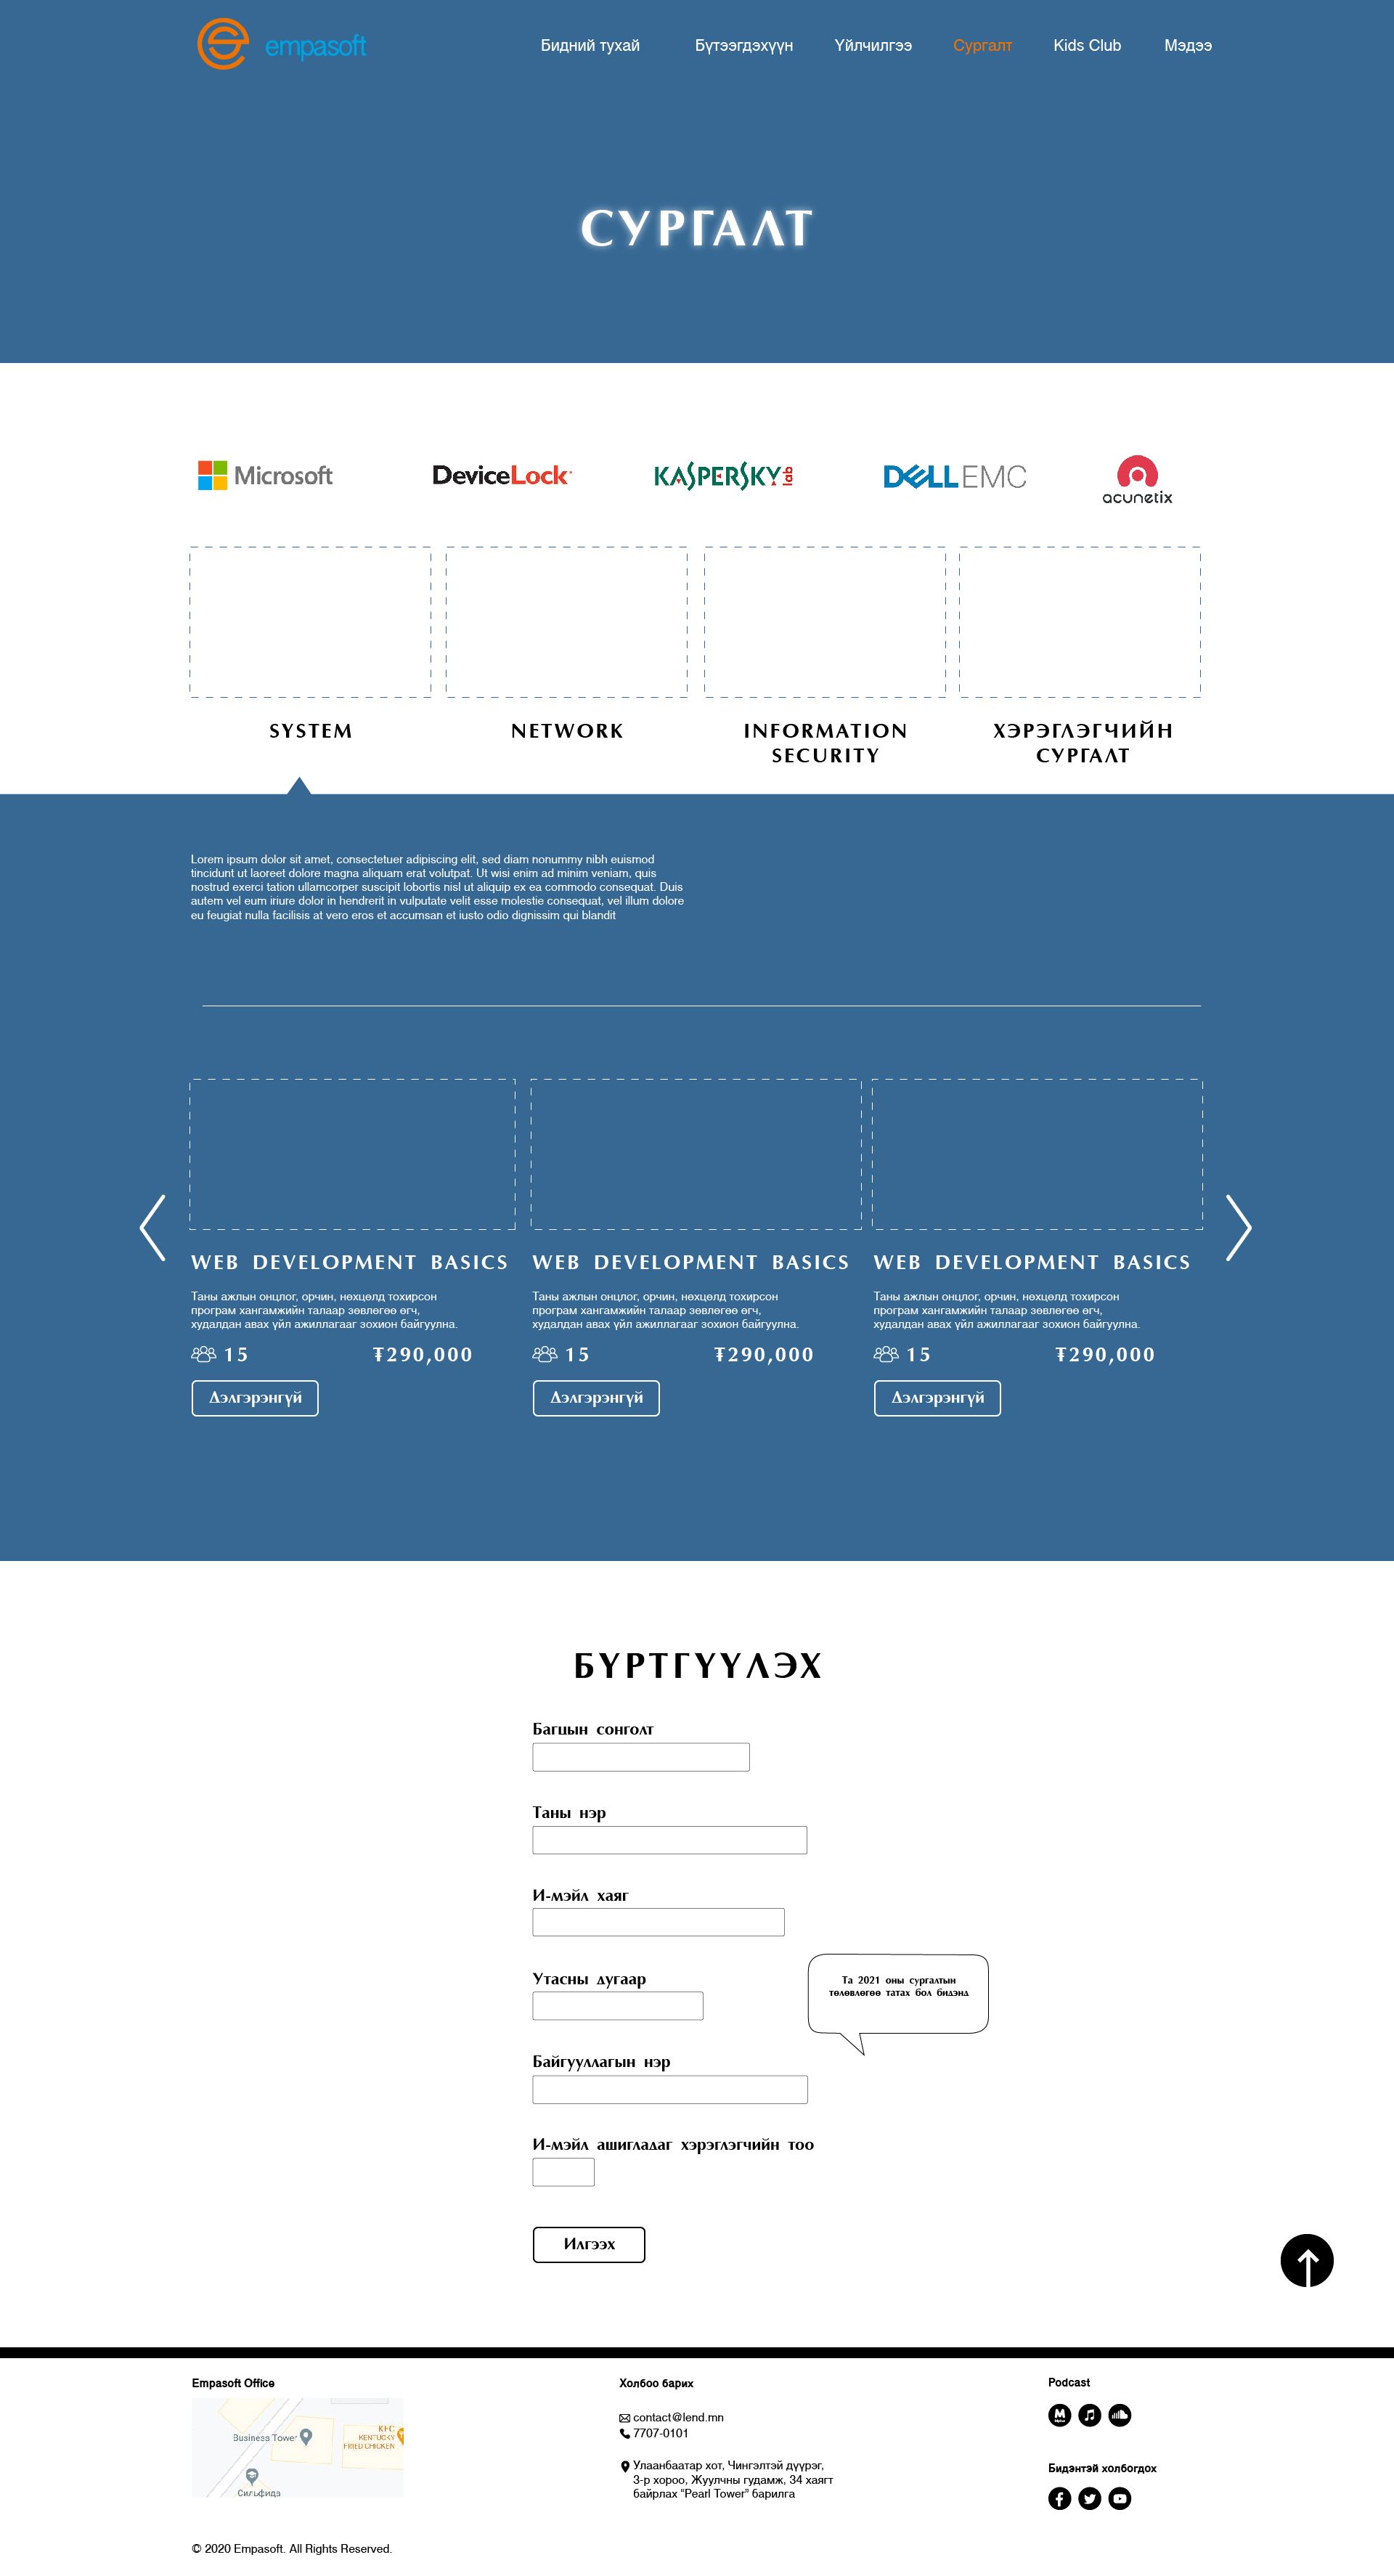 empasoft
Бидний тухай
Бүтээгдэхүүн
Үйлчилгээ
Сургалт
Kids Club
Мэдээ
СУРГАЛТ
Microsoft
DeviceLock
KASPERSKY lab
DELL EMC
acunetix
SYSTEM
NETWORK
INFORMATION
SECURITY
ХЭРЭГЛЭГЧИЙН
СУРГАЛТ
Lorem ipsum dolor sit amet, consectetuer adipiscing elit, sed diam nonummy nibh euismod
tincidunt ut laoreet dolore magna aliquam erat volutpat. Ut wisi enim ad minim veniam, quis
nostrud exerci tation ullamcorper suscipit lobortis nisl ut aliquip ex ea commodo consequat. Duis
autem vel eum iriure dolor in hendrerit in vulputate velit esse molestie consequat, vel illum dolore
eu feugiat nulla facilisis at vero eros et accumsan et iusto odio dignissim qui blandit
WEB DEVELOPMENT BASICS
Таны ажлын онцлог, орчин, нөхцөлд тохирсон
програм хангамжийн талаар зөвлөгөө өгч,
худалдан авах үйл ажиллагааг зохион байгуулна.
15
₮290,000
Дэлгэрэнгүй
WEB DEVELOPMENT BASICS
Таны ажлын онцлог, орчин, нөхцөлд тохирсон
програм хангамжийн талаар зөвлөгөө өгч,
худалдан авах үйл ажиллагааг зохион байгуулна.
15
₮290,000
Дэлгэрэнгүй
WEB DEVELOPMENT BASICS
Таны ажлын онцлог, орчин, нөхцөлд тохирсон
програм хангамжийн талаар зөвлөгөө өгч,
худалдан авах үйл ажиллагааг зохион байгуулна.
15
₮290,000
Дэлгэрэнгүй
БҮРТГҮҮЛЭХ
Багцын сонголт
Таны нэр
И-мэйл хаяг
Утасны дугаар
Та 2021 оны сургалтын
төлөвлөгөө татах бол бидэнд
Байгууллагын нэр
И-мэйл ашигладаг хэрэглэгчийн тоо
Илгээх
Empasoft Office
Business Tower
KFC
KENTUCKY
FRIED CHICKEN
Сильфида
Холбоо барих
contact@lend.mn
7707-0101
Улаанбаатар хот, Чингэлтэй дүүрэг,
3-р хороо, Жуулчны гудамж, 34 хаягт
байрлах “Pearl Tower” барилга
Podcast
Бидэнтэй холбогдох
© 2020 Empasoft. All Rights Reserved.